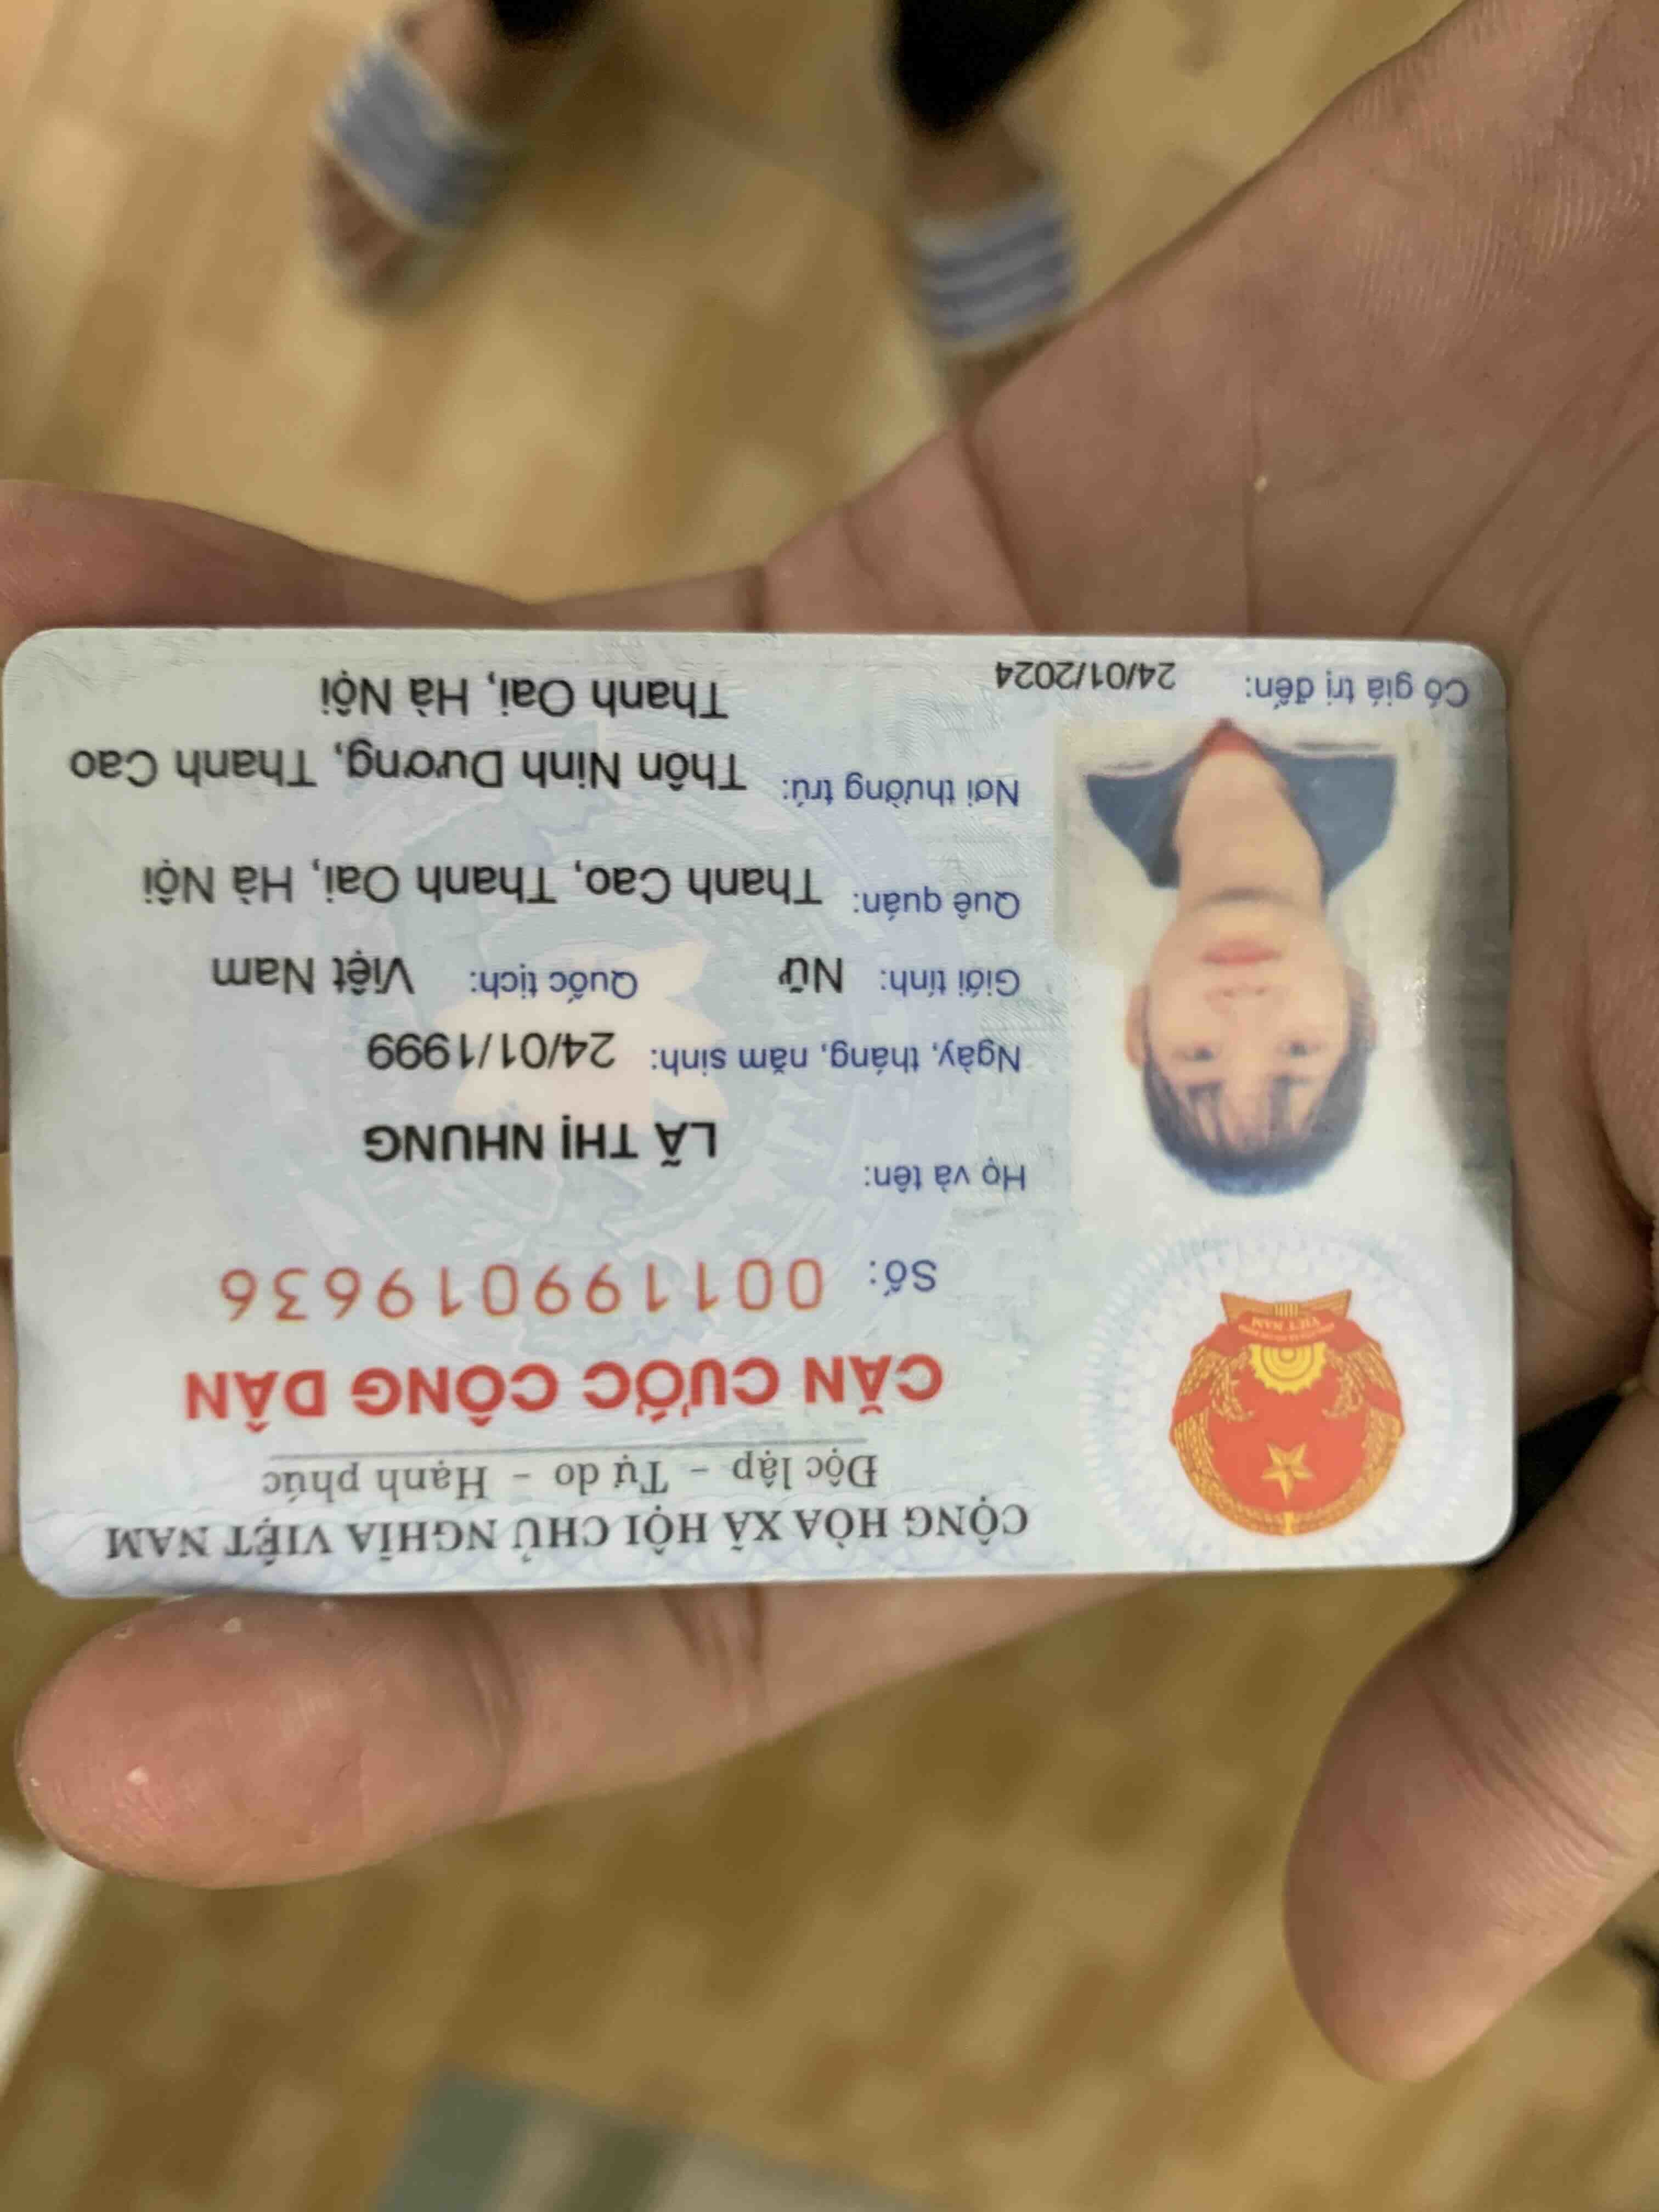 CỘNG HÒA XÃ HỘI CHỦ NGHĨA VIỆT NAM
Độc lập - Tự do - Hạnh phúc
CĂN CƯỚC CÔNG DÂN
Số: 001199019636
Họ và tên: LÃ THỊ NHUNG
Ngày, tháng, năm sinh: 24/01/1999
Giới tính: Nữ Quốc tịch: Việt Nam
Quê quán: Thanh Cao, Thanh Oai, Hà Nội
Nơi thường trú: Thôn Ninh Dương, Thanh Cao
Thanh Oai, Hà Nội
Có giá trị đến: 24/01/2024
VIỆT NAM